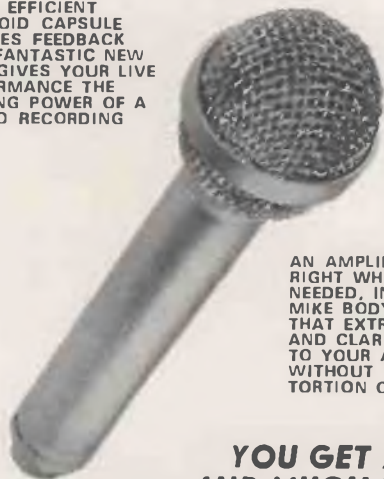 EFFICIENT
OID CAPSULE
ES FEEDBACK
FANTASTIC NEW
GIVES YOUR LIVE
RMANCE THE
NG POWER OF A
D RECORDING
AN AMPLI
RIGHT WH
NEEDED, IN
MIKE BODY
THAT EXTR
AND CLAR
TO YOUR A
WITHOUT
TORTION O
YOU GET